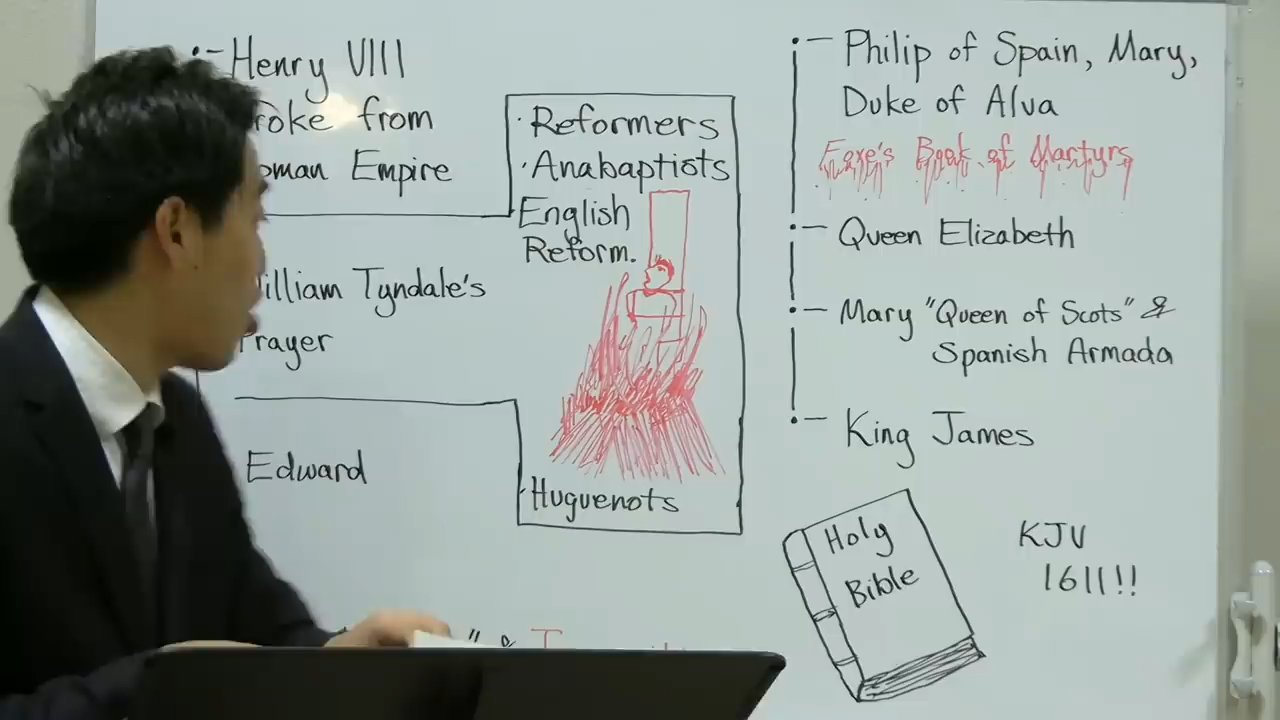 Henry VIII
roke from
oman Empire
illiam Tyndale's
rayer
Edward
· Reformers
· Anabaptists
English
Reform.
· Huguenots
Philip of Spain, Mary,
Duke of Alva
Foxe's Book of Martyrs
Queen Elizabeth
Mary "Queen of Scots" &
Spanish Armada
King James
Holy
Bible
KJV
1611!!